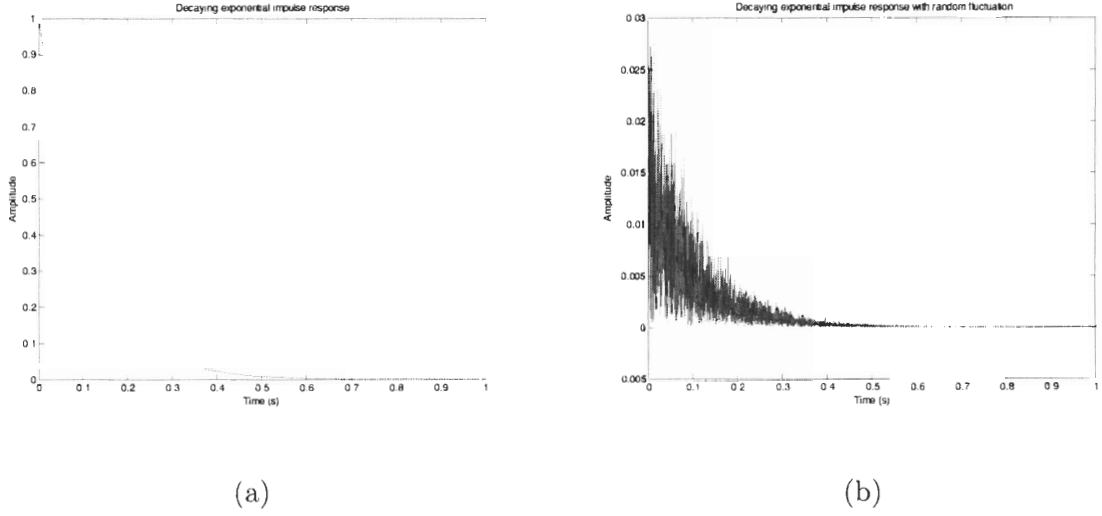 Decaying exponential impulse response
1
0.9
0.8
0.7
0.6
0.5
0.4
0.3
0.2
0.1
0
Amplitude
0 0.1 0.2 0.3 0.4 0.5 0.6 0.7 0.8 0.9 1
Time (s)
(a)
Decaying exponential impulse response with random fluctuation
0.03
0.025
0.02
0.015
0.01
0.005
0
0.005
Amplitude
0 0.1 0.2 0.3 0.4 0.5 0.6 0.7 0.8 0.9 1
Time (s)
(b)